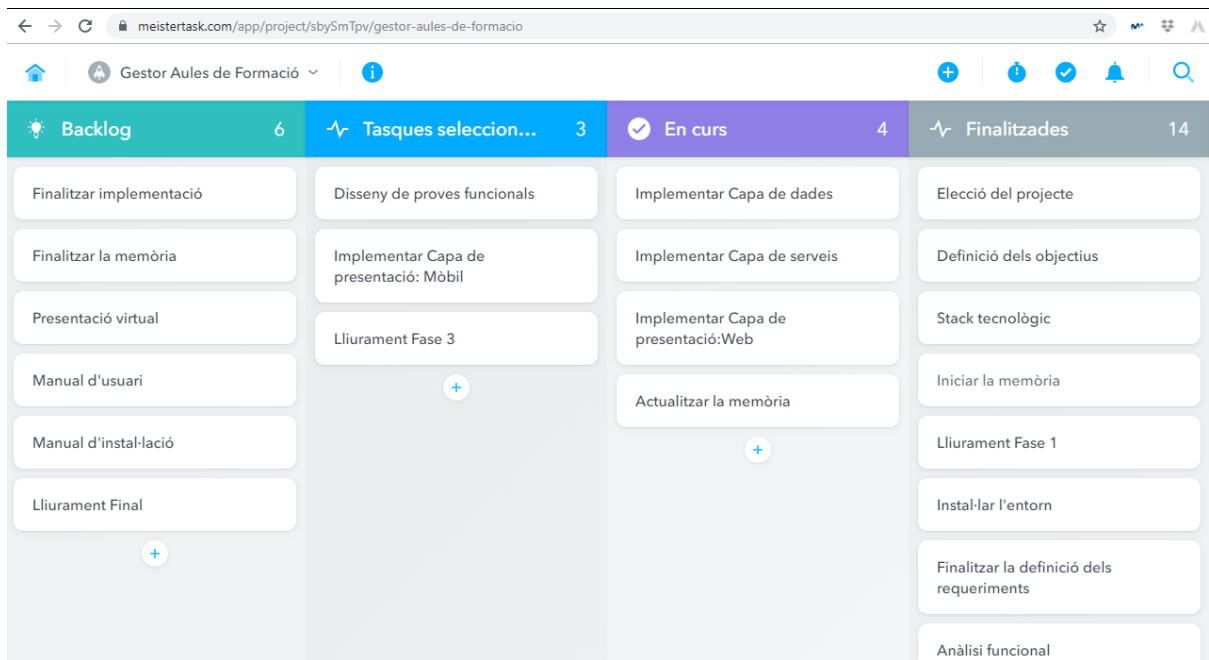 meistertask.com/app/project/sbySmTpv/gestor-aules-de-formacio
Gestor Aules de Formació
Backlog 6
Finalitzar implementació
Finalitzar la memòria
Presentació virtual
Manual d'usuari
Manual d'instal·lació
Lliurament Final
Tasques seleccion... 3
Disseny de proves funcionals
Implementar Capa de
presentació: Mòbil
Lliurament Fase 3
En curs 4
Implementar Capa de dades
Implementar Capa de serveis
Implementar Capa de
presentació:Web
Actualitzar la memòria
Finalitzades 14
Elecció del projecte
Definició dels objectius
Stack tecnològic
Iniciar la memòria
Lliurament Fase 1
Instal·lar l'entorn
Finalitzar la definició dels
requeriments
Anàlisi funcional